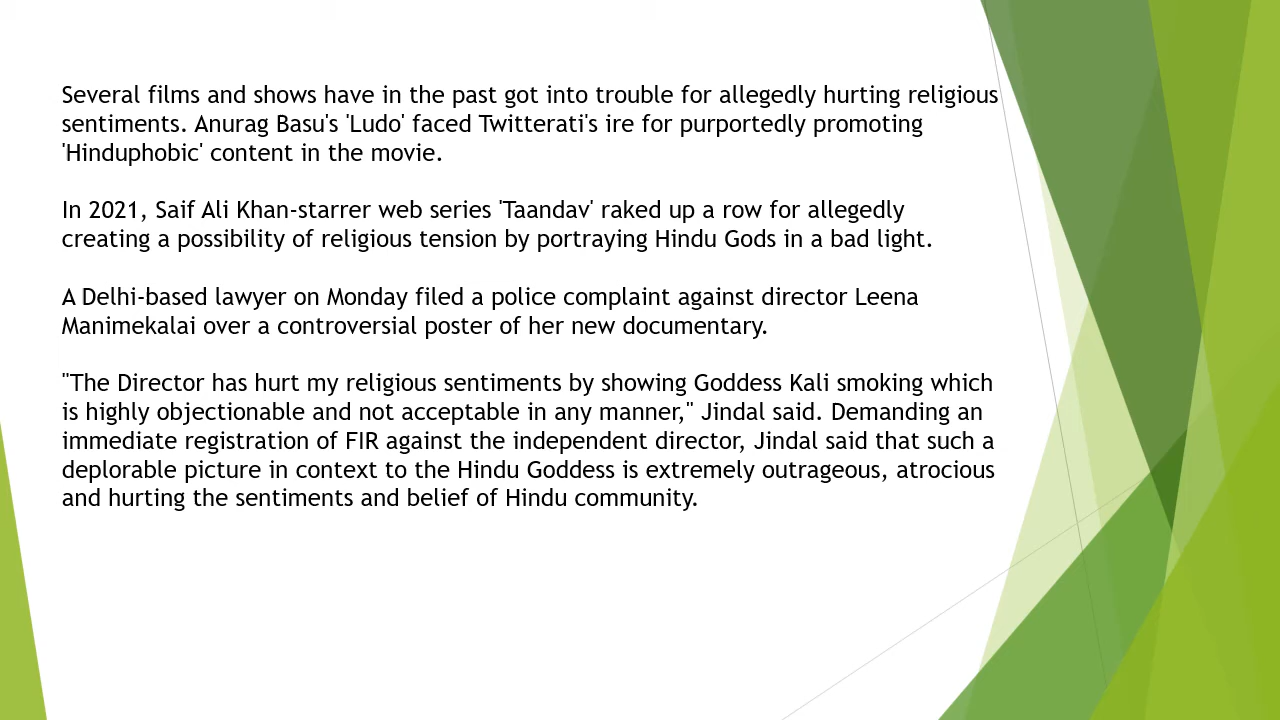 Several films and shows have in the past got into trouble for allegedly hurting religious
sentiments. Anurag Basu's 'Ludo' faced Twitterati's ire for purportedly promoting
'Hinduphobic' content in the movie.
In 2021, Saif Ali Khan-starrer web series 'Taandav' raked up a row for allegedly
creating a possibility of religious tension by portraying Hindu Gods in a bad light.
A Delhi-based lawyer on Monday filed a police complaint against director Leena
Manimekalai over a controversial poster of her new documentary.
"The Director has hurt my religious sentiments by showing Goddess Kali smoking which
is highly objectionable and not acceptable in any manner," Jindal said. Demanding an
immediate registration of FIR against the independent director, Jindal said that such a
deplorable picture in context to the Hindu Goddess is extremely outrageous, atrocious
and hurting the sentiments and belief of Hindu community.